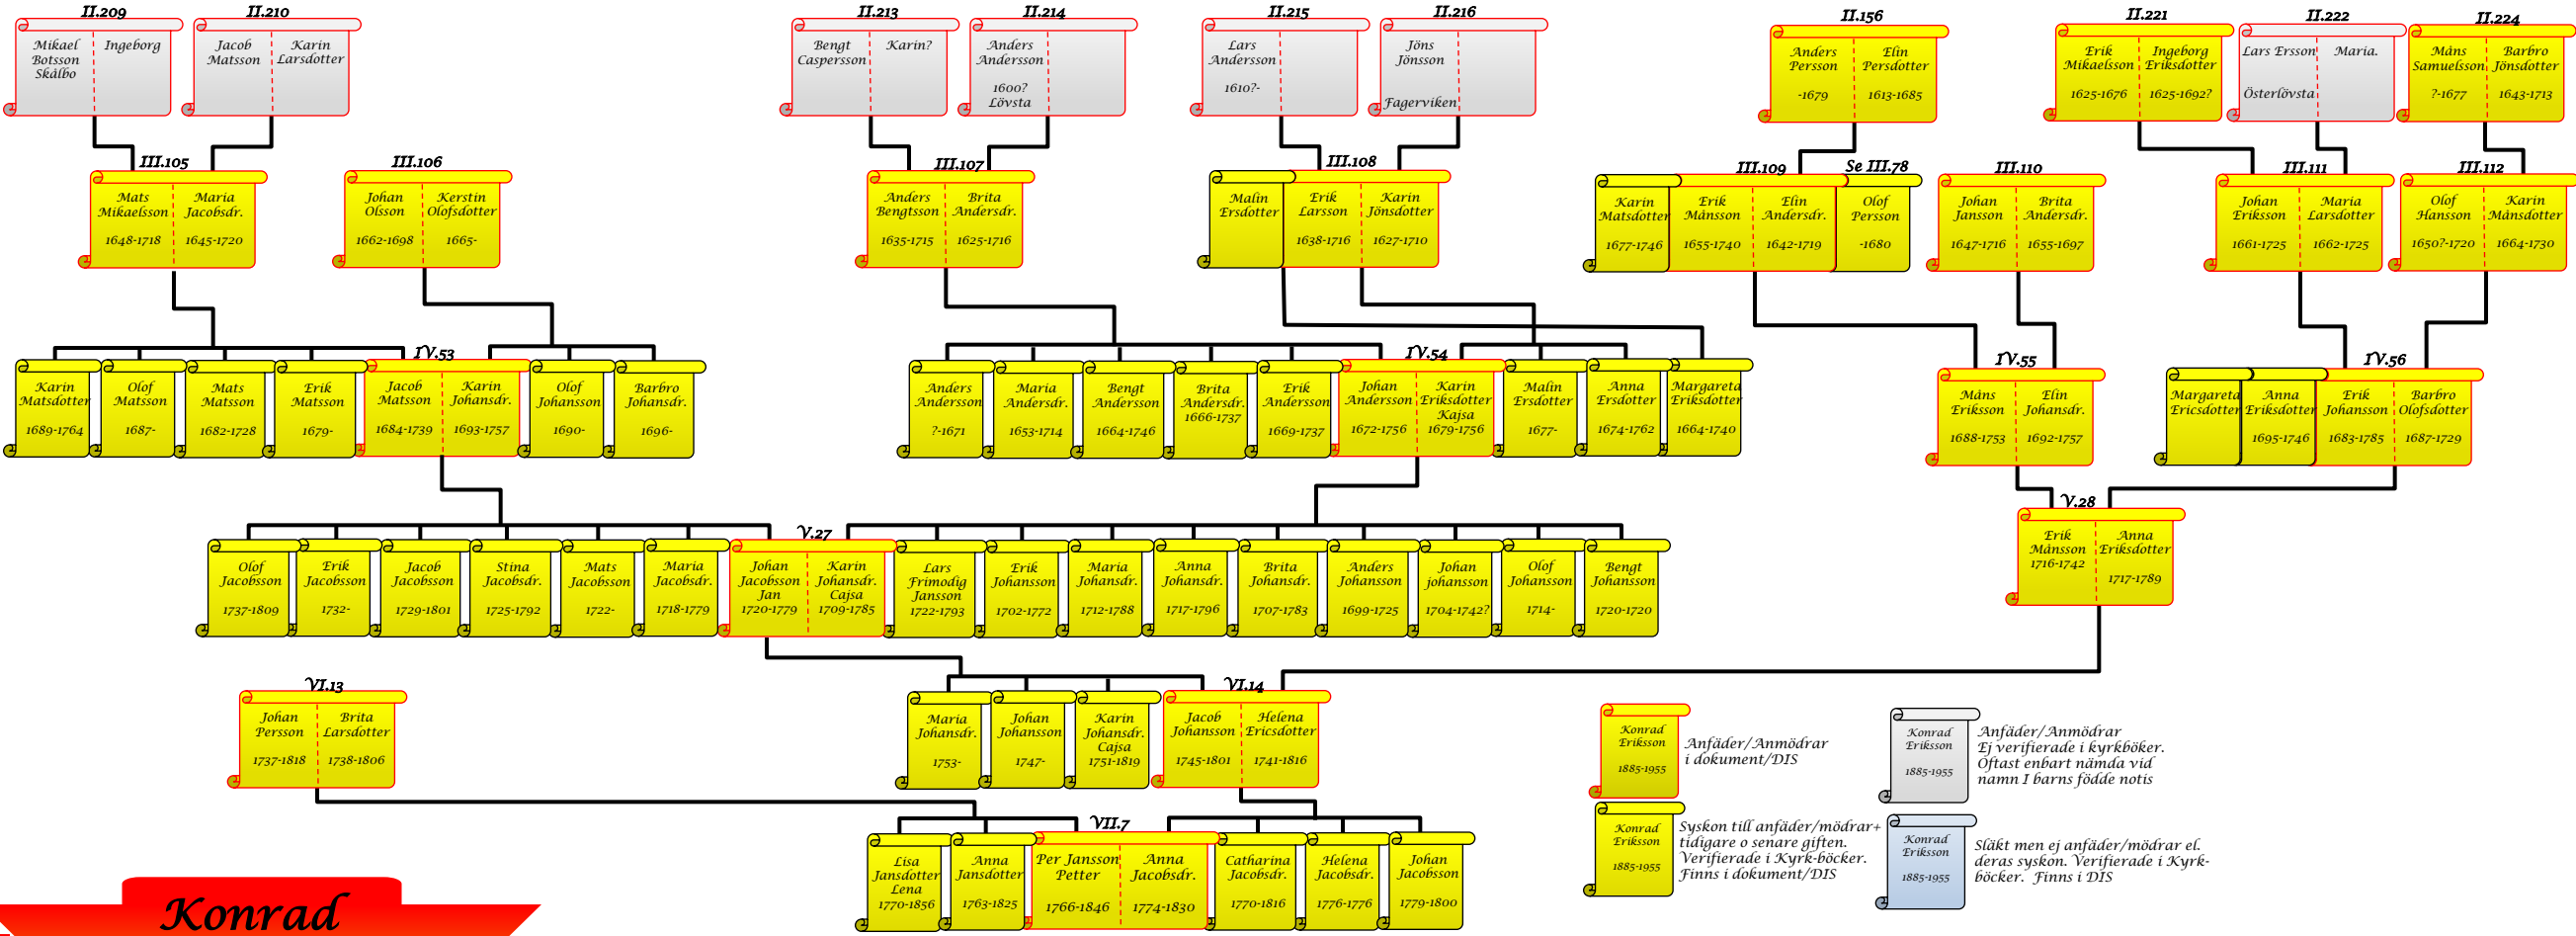 II.209
Mikael
Botsson
Skålbo
Ingeborg
II.210
Jacob
Matsson
Karin
Larsdotter
II.213
Bengt
Caspersson
Karin?
II.214
Anders
Andersson
1600?
Lövsta
II.215
Lars
Andersson
1610?-
II.216
Jöns
Jönsson
Fagerviken
II.156
Anders
Persson
-1679
Elin
Persdotter
1613-1685
II.221
Erik
Mikaelsson
1625-1676
Ingeborg
Eriksdotter
1625-1692?
II.222
Lars Ersson
Österlövsta
Maria.
II.224
Måns
Samuelsson
?-1677
Barbro
Jönsdotter
1643-1713
III.105
Mats
Mikaelsson
1648-1718
Maria
Jacobsdr.
1645-1720
III.106
Johan
Olsson
1662-1698
Kerstin
Olofsdotter
1665-
III.107
Anders
Bengtsson
1635-1715
Brita
Andersdr.
1625-1716
III.108
Malin
Ersdotter
Erik
Larsson
1638-1716
Karin
Jönsdotter
1627-1710
III.109
Karin
Matsdotter
1677-1746
Erik
Månsson
1655-1740
Elin
Andersdr.
1642-1719
Se III.78
Olof
Persson
-1680
III.110
Johan
Jansson
1647-1716
Brita
Andersdr.
1655-1697
III.111
Johan
Eriksson
1661-1725
Maria
Larsdotter
1662-1725
III.112
Olof
Hansson
1650?-1720
Karin
Månsdotter
1664-1730
Karin
Matsdotter
1689-1764
Olof
Matsson
1687-
Mats
Matsson
1682-1728
Erik
Matsson
1679-
IV.53
Jacob
Matsson
1684-1739
Karin
Johansdr.
1693-1757
Olof
Johansson
1690-
Barbro
Johansdr.
1696-
Anders
Andersson
?-1671
Maria
Andersdr.
1653-1714
Bengt
Andersson
1664-1746
Brita
Andersdr.
1666-1737
Erik
Andersson
1669-1737
IV.54
Johan
Andersson
1672-1756
Karin
Eriksdotter
Kajsa
1679-1756
Malin
Ersdotter
1677-
Anna
Ersdotter
1674-1762
Margareta
Eriksdotter
1664-1740
IV.55
Måns
Eriksson
1688-1753
Elin
Johansdr.
1692-1757
IV.56
Margareta
Ericsdotter
Anna
Eriksdotter
1695-1746
Erik
Johansson
1683-1785
Barbro
Olofsdotter
1687-1729
Olof
Jacobsson
1737-1809
Erik
Jacobsson
1732-
Jacob
Jacobsson
1729-1801
Stina
Jacobsdr.
1725-1792
Mats
Jacobsson
1722-
Maria
Jacobsdr.
1718-1779
V.27
Johan
Jacobsson
Jan
1720-1779
Karin
Johansdr.
Cajsa
1709-1785
Lars
Frimodig
Jansson
1722-1793
Erik
Johansson
1702-1772
Maria
Johansdr.
1712-1788
Anna
Johansdr.
1717-1796
Brita
Johansdr.
1707-1783
Anders
Johansson
1699-1725
Johan
johansson
1704-1742?
Olof
Johansson
1714-
Bengt
Johansson
1720-1720
V.28
Erik
Månsson
1716-1742
Anna
Eriksdotter
1717-1789
VI.13
Johan
Persson
1737-1818
Brita
Larsdotter
1738-1806
Maria
Johansdr.
1753-
Johan
Johansson
1747-
Karin
Johansdr.
Cajsa
1751-1819
VI.14
Jacob
Johansson
1745-1801
Helena
Ericsdotter
1741-1816
Lisa
Jansdotter
Lena
1770-1856
Anna
Jansdotter
1763-1825
VII.7
Per Jansson
Petter
1766-1846
Anna
Jacobsdr.
1774-1830
Catharina
Jacobsdr.
1770-1816
Helena
Jacobsdr.
1776-1776
Johan
Jacobsson
1779-1800
Konrad
Eriksson
1885-1955
Anfäder/Anmödrar
i dokument/DIS
Konrad
Eriksson
1885-1955
Anfäder/Anmödrar
Ej verifierade i kyrkböker.
Oftast enbart nämda vid
namn I barns födde notis
Konrad
Eriksson
1885-1955
Syskon till anfäder/mödrar+
tidigare o senare giften.
Verifierade i Kyrk-böcker.
Finns i dokument/DIS
Konrad
Eriksson
1885-1955
Släkt men ej anfäder/mödrar el.
deras syskon. Verifierade i Kyrk-
böcker. Finns i DIS
Konrad